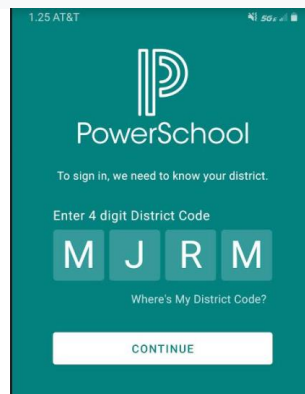 1.25 AT&T 5GE
PowerSchool
To sign in, we need to know your district.
Enter 4 digit District Code
M J R M
Where's My District Code?
CONTINUE